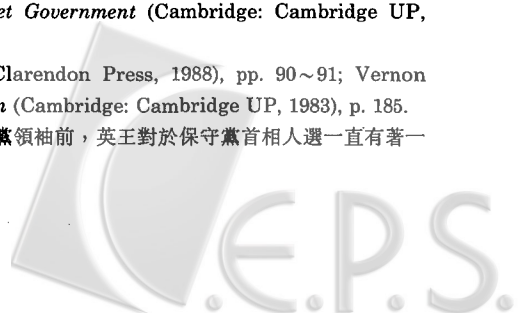 et Government (Cambridge: Cambridge UP,
Clarendon Press, 1988), pp. 90~91; Vernon
n (Cambridge: Cambridge UP, 1983), p. 185.
黨領袖前，英王對於保守黨首相人選一直有著一
C.E.P.S.